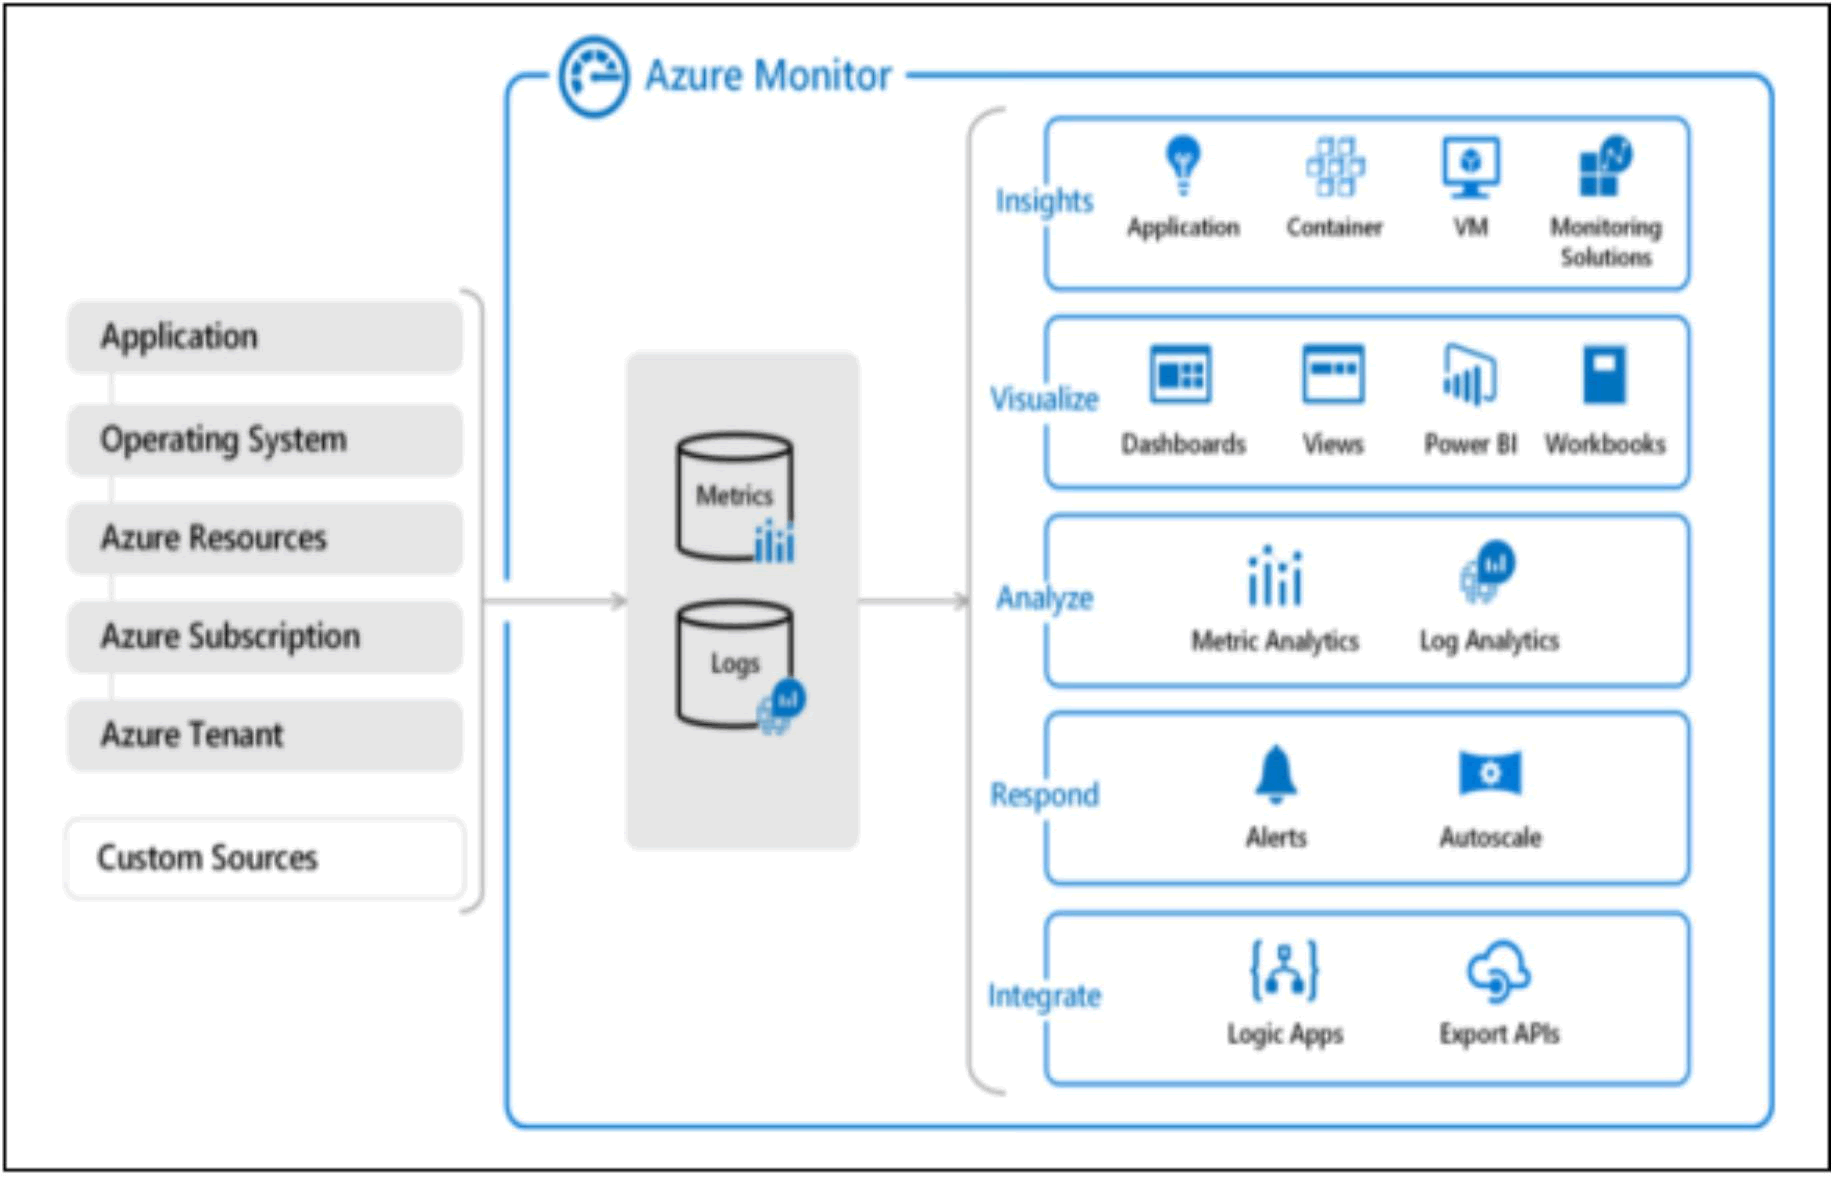 Azure Monitor
Application
Operating System
Azure Resources
Azure Subscription
Azure Tenant
Custom Sources
Metrics
Logs
Insights
Application
Container
VM
Monitoring
Solutions
Visualize
Dashboards
Views
Power BI
Workbooks
Analyze
Metric Analytics
Log Analytics
Respond
Alerts
Autoscale
Integrate
Logic Apps
Export APIs